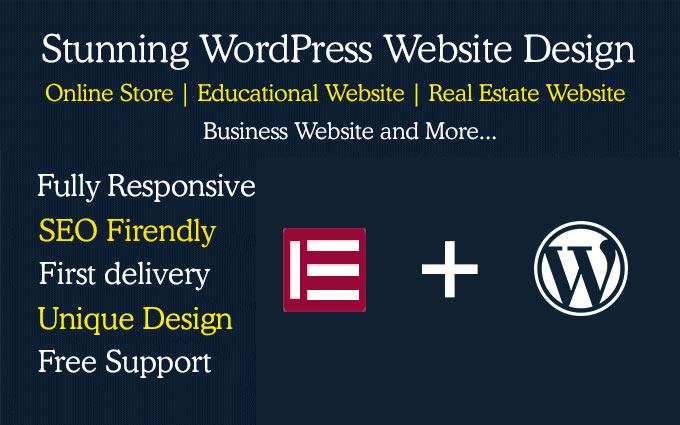 Stunning WordPress Website Design
Online Store | Educational Website | Real Estate Website
Business Website and More...
Fully Responsive
SEO Firendly
First delivery
Unique Design
Free Support